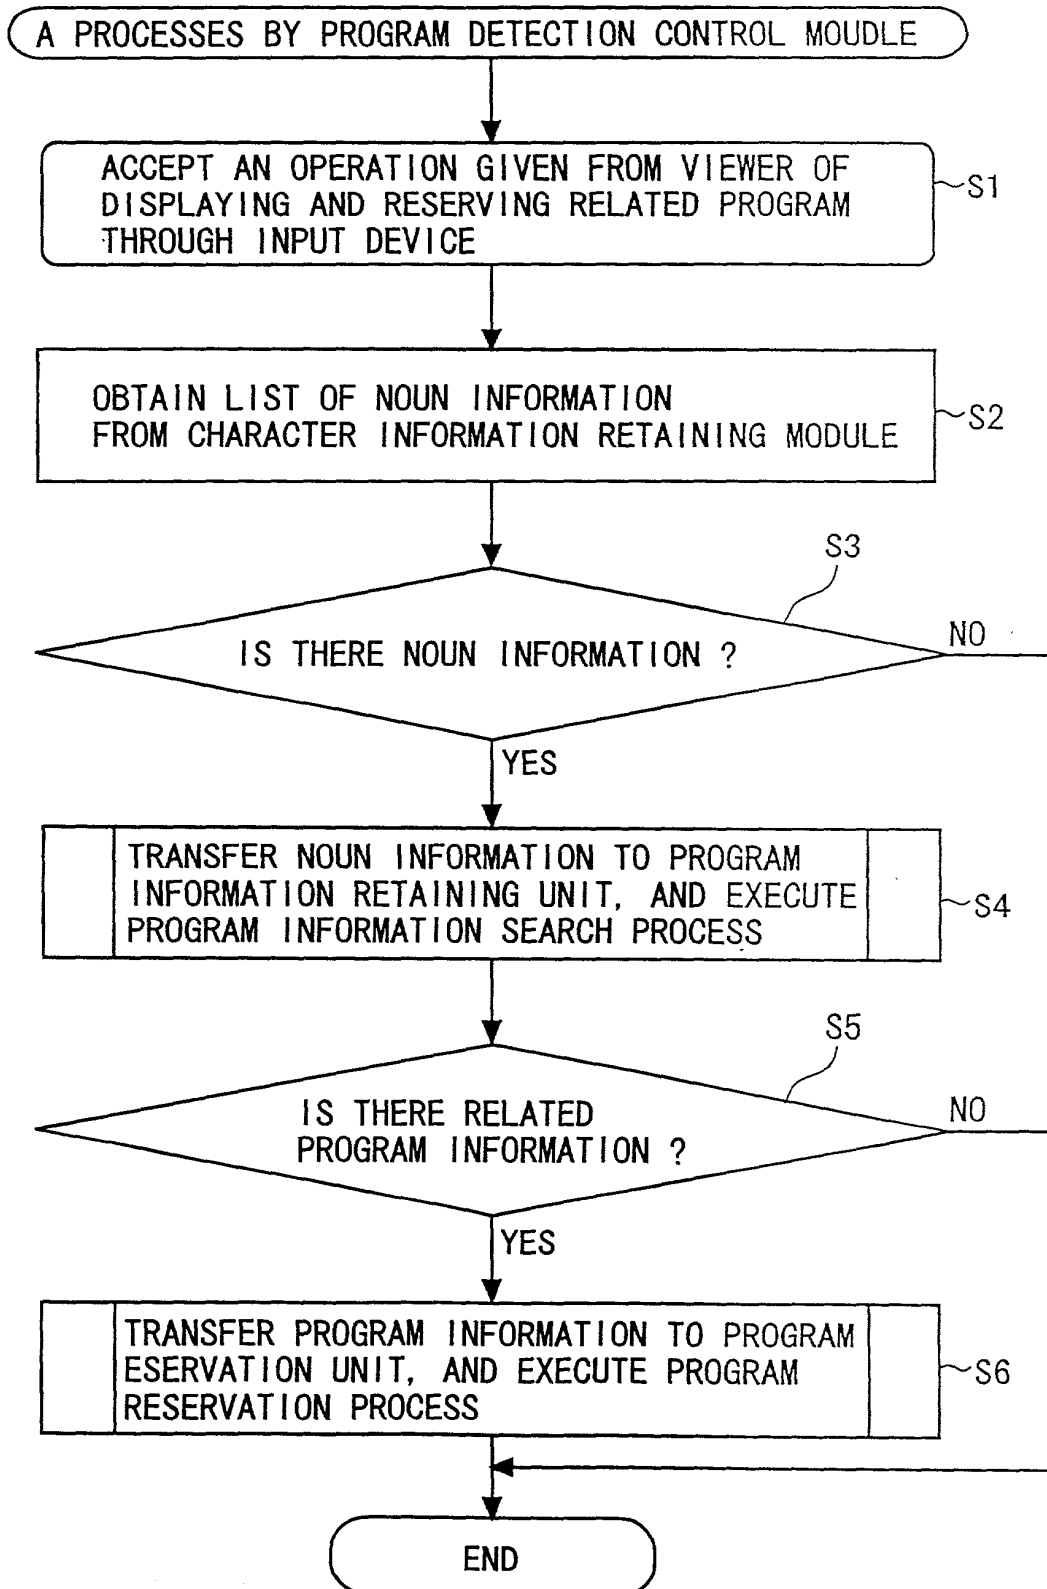 A PROCESSES BY PROGRAM DETECTION CONTROL MOUDLE
ACCEPT AN OPERATION GIVEN FROM VIEWER OF
DISPLAYING AND RESERVING RELATED PROGRAM
THROUGH INPUT DEVICE
S1
OBTAIN LIST OF NOUN INFORMATION
FROM CHARACTER INFORMATION RETAINING MODULE
S2
S3
IS THERE NOUN INFORMATION ?
NO
YES
TRANSFER NOUN INFORMATION TO PROGRAM
INFORMATION RETAINING UNIT, AND EXECUTE
PROGRAM INFORMATION SEARCH PROCESS
S4
S5
IS THERE RELATED
PROGRAM INFORMATION ?
NO
YES
TRANSFER PROGRAM INFORMATION TO PROGRAM
ESERVATION UNIT, AND EXECUTE PROGRAM
RESERVATION PROCESS
S6
END